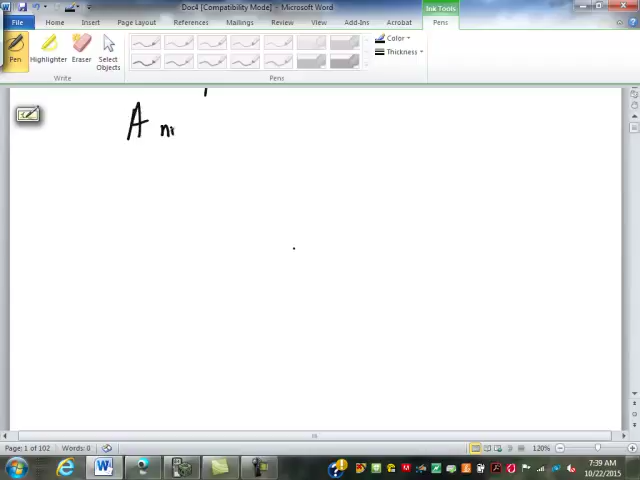 Doc4 [Compatibility Mode] - Microsoft Word
Ink Tools
File Home Insert Page Layout References Mailings Review View Add-Ins Acrobat Pens
Pen Highlighter Eraser Select Objects
Color
Thickness
Write Pens
A
Page: 1 of 102 Words: 0 120%
7:39 AM
10/22/2015